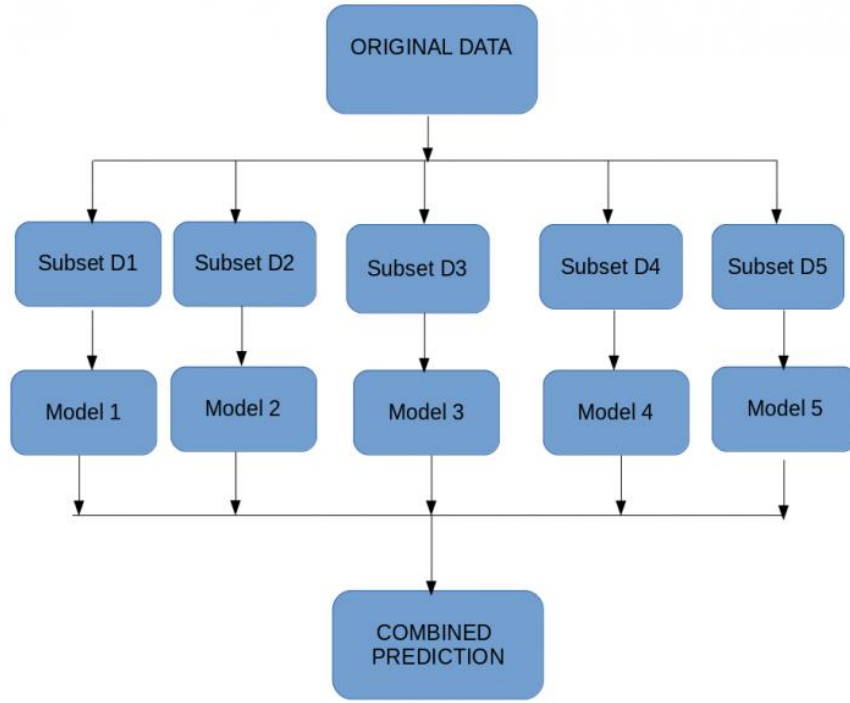 ORIGINAL DATA
Subset D1
Subset D2
Subset D3
Subset D4
Subset D5
Model 1
Model 2
Model 3
Model 4
Model 5
COMBINED
PREDICTION